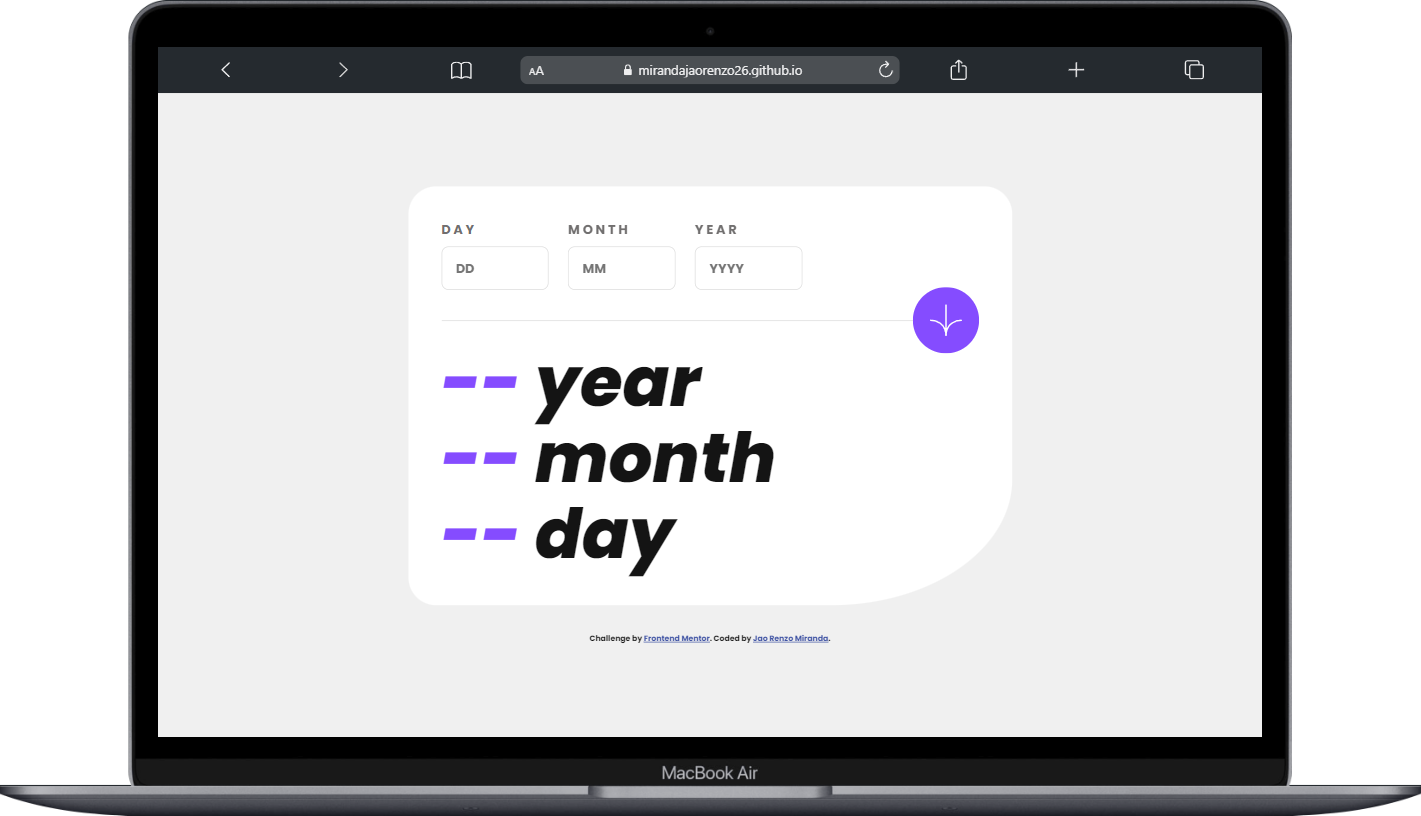 AA mirandajaorenzo26.github.io
DAY MONTH YEAR
DD MM YYYY
-- year
-- month
-- day
Challenge by Frontend Mentor. Coded by Jao Renzo Miranda.
MacBook Air